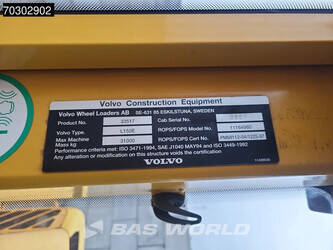 70302902
Volvo Construction Equipment
Volvo Wheel Loaders AB SE-631 85 ESKILSTUNA, SWEDEN
Product No. 33517 Cab Serial No.
Volvo Type. L150E ROPS/FOPS Model No. 11164960
Max Machine Mass kg 31000 ROPS/FOPS Cert No.
Performance criteria met: ISO 3471-1994, SAE J1040 MAY94 and ISO 3449-1992
Any alteration or modification on this structure voids this certification
VOLVO
BAS World